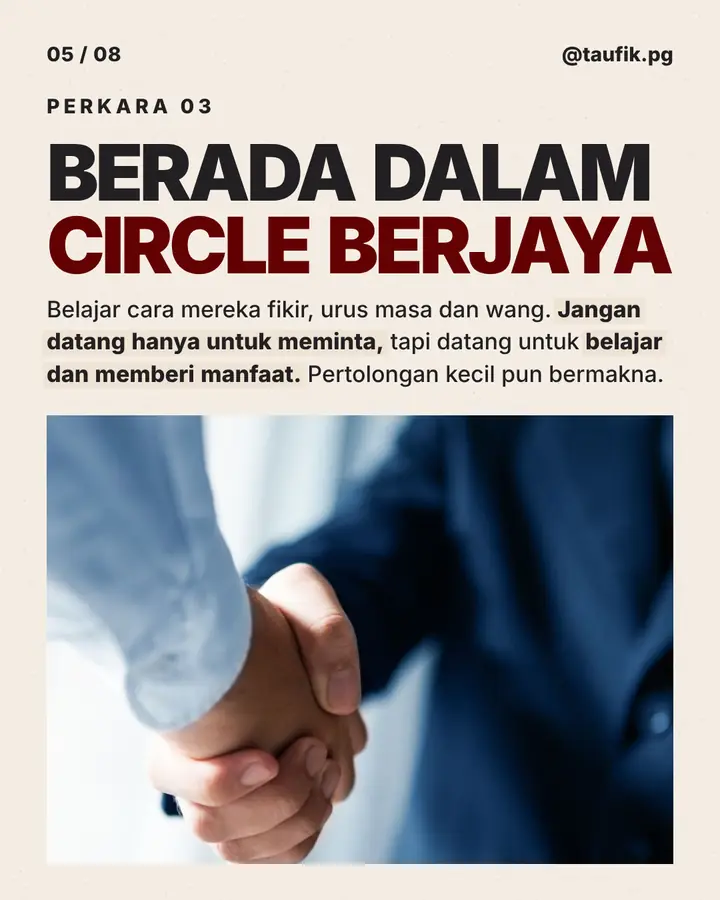 05 / 08
@taufik.pg
PERKARA 03
BERADA DALAM
CIRCLE BERJAYA
Belajar cara mereka fikir, urus masa dan wang. Jangan
datang hanya untuk meminta, tapi datang untuk belajar
dan memberi manfaat. Pertolongan kecil pun bermakna.